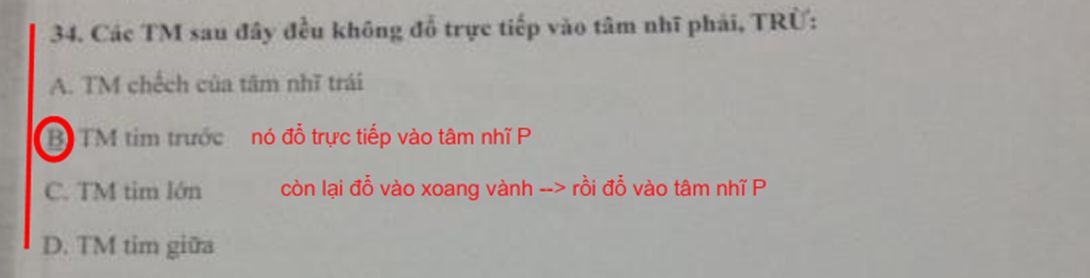 34. Các TM sau đây đều không đổ trực tiếp vào tâm nhĩ phải, TRỪ:
A. TM chếch của tâm nhĩ trái
B. TM tim trước nó đổ trực tiếp vào tâm nhĩ P
C. TM tim lớn còn lại đổ vào xoang vành --> rồi đổ vào tâm nhĩ P
D. TM tim giữa